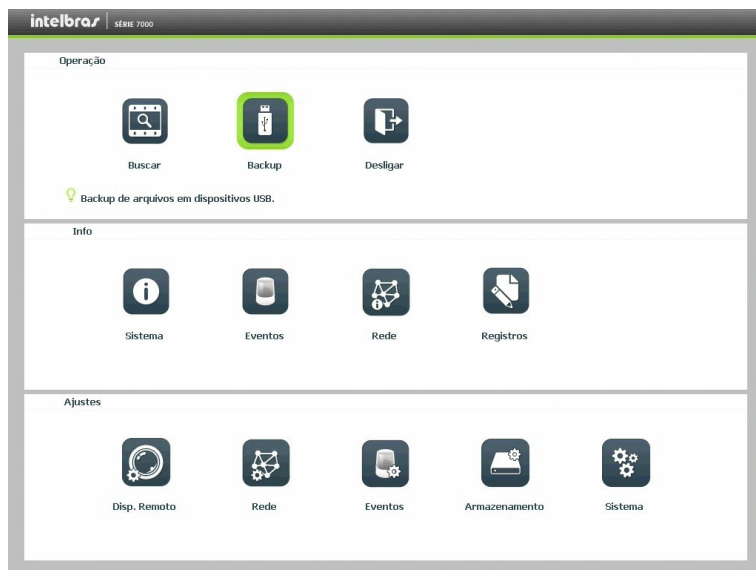 intelbras SÉRIE 7000
Operação
Buscar Backup Desligar
Backup de arquivos em dispositivos USB.
Info
Sistema Eventos Rede Registros
Ajustes
Disp. Remoto Rede Eventos Armazenamento Sistema